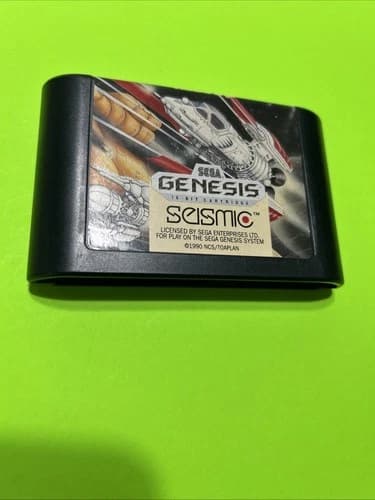 SEGA
GENESIS
16-BIT CARTRIDGE
SEISMIC™
LICENSED BY SEGA ENTERPRISES LTD.
FOR PLAY ON THE SEGA GENESIS SYSTEM
©1990 NCS/TOAPLAN